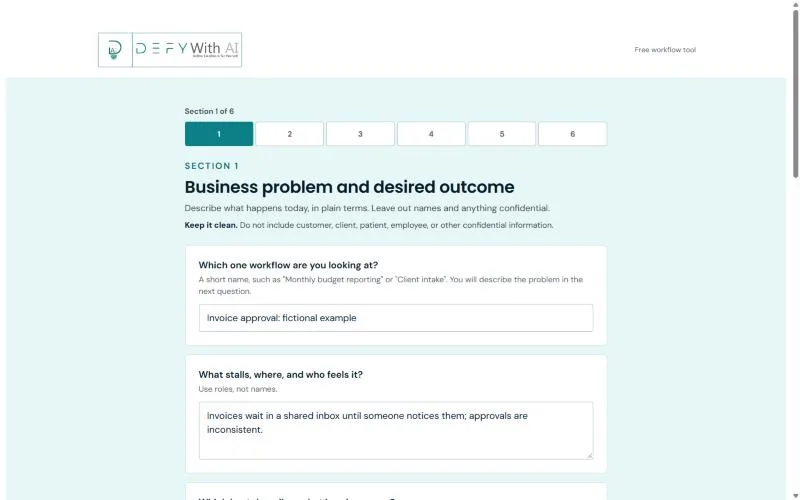 DEFY With AI
Free workflow tool
Section 1 of 6
1 2 3 4 5 6
SECTION 1
Business problem and desired outcome
Describe what happens today, in plain terms. Leave out names and anything confidential.
Keep it clean. Do not include customer, client, patient, employee, or other confidential information.
Which one workflow are you looking at?
A short name, such as "Monthly budget reporting" or "Client intake". You will describe the problem in the
next question.
Invoice approval: fictional example
What stalls, where, and who feels it?
Use roles, not names.
Invoices wait in a shared inbox until someone notices them; approvals are
inconsistent.